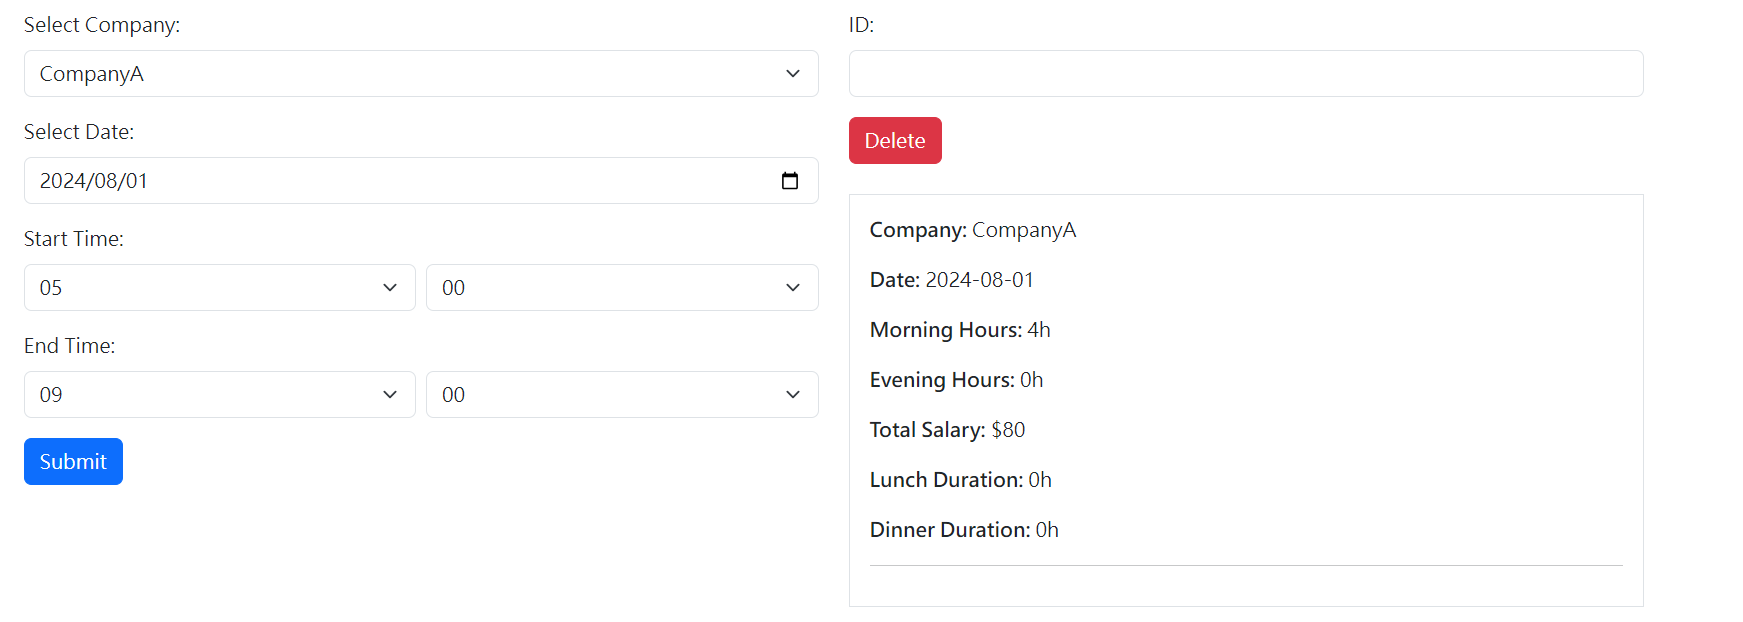 Select Company:
CompanyA
Select Date:
2024/08/01
Start Time:
05 00
End Time:
09 00
Submit
ID:
Delete
Company: CompanyA
Date: 2024-08-01
Morning Hours: 4h
Evening Hours: 0h
Total Salary: $80
Lunch Duration: 0h
Dinner Duration: 0h